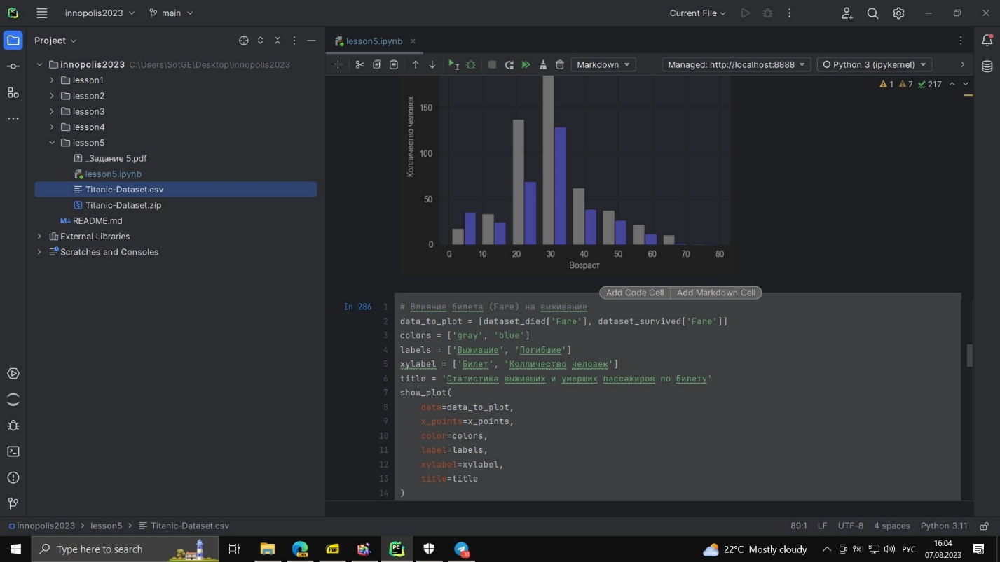 innopolis2023
main
Current File
Project
lesson5.ipynb
innopolis2023 C:\Users\SotGE\Desktop\innopolis2023
lesson1
lesson2
lesson3
lesson4
lesson5
_Задание 5.pdf
lesson5.ipynb
Titanic-Dataset.csv
Titanic-Dataset.zip
README.md
External Libraries
Scratches and Consoles
Markdown
Managed: http://localhost:8888
Python 3 (ipykernel)
1 7 217
Колличество человек
150
100
50
0
0 10 20 30 40 50 60 70 80
Возраст
Add Code Cell Add Markdown Cell
In 286
1 # Влияние билета (Fare) на выживание
2 data_to_plot = [dataset_died['Fare'], dataset_survived['Fare']]
3 colors = ['gray', 'blue']
4 labels = ['Выжившие', 'Погибшие']
5 xylabel = ['Билет', 'Колличество человек']
6 title = 'Статистика выживших и умерших пассажиров по билету'
7 show_plot(
8 data=data_to_plot,
9 x_points=x_points,
10 color=colors,
11 label=labels,
12 xylabel=xylabel,
13 title=title
14 )
innopolis2023 > lesson5 > Titanic-Dataset.csv
89:1 LF UTF-8 4 spaces Python 3.11
Type here to search
CAN
PDF
PC
31
22°C Mostly cloudy
РУС
16:04
07.08.2023